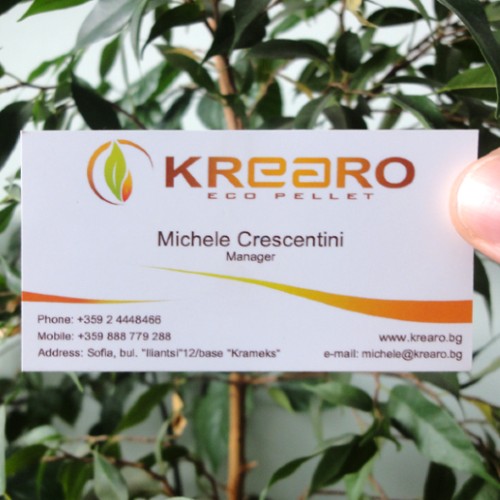 KREARO
ECO PELLET
Michele Crescentini
Manager
Phone: +359 2 4448466
Mobile: +359 888 779 288
www.krearo.bg
Address: Sofia, bul. "Iliantsi"12/base "Krameks"
e-mail: michele@krearo.bg